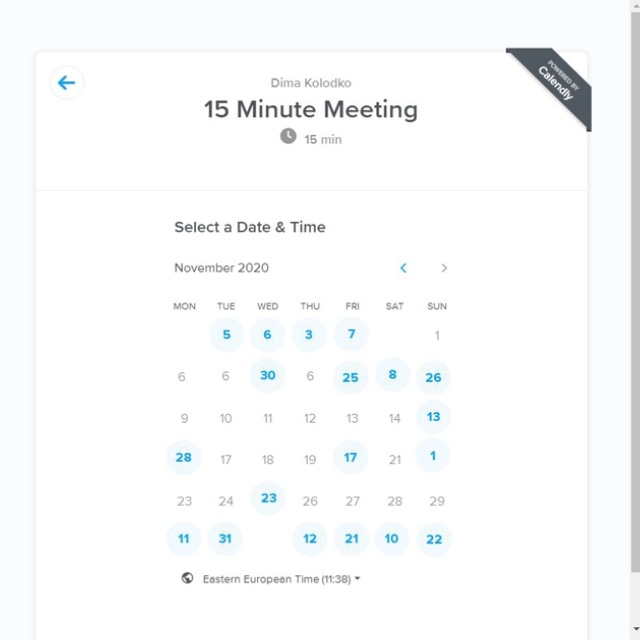 Dima Kolodko
POWERED BY
Calendly
15 Minute Meeting
15 min
Select a Date & Time
November 2020
MON TUE WED THU FRI SAT SUN
5 6 3 7 1
6 6 30 6 25 8 26
9 10 11 12 13 14 13
28 17 18 19 17 21 1
23 24 23 26 27 28 29
11 31 12 21 10 22
Eastern European Time (11:38)